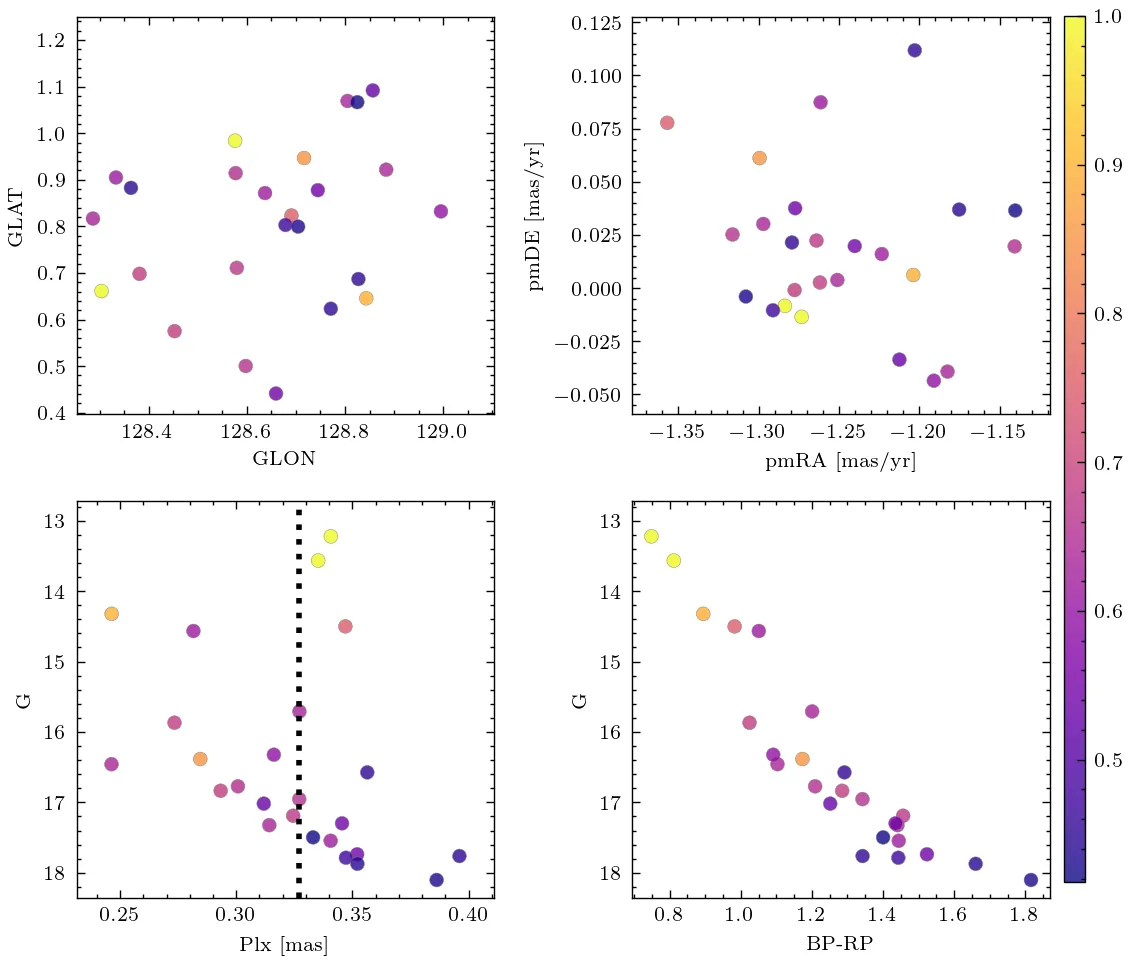 1.2
1.1
1.0
0.9
0.8
0.7
0.6
0.5
0.4
GLAT
128.4 128.6 128.8 129.0
GLON
0.125
0.100
0.075
0.050
0.025
0.000
−0.025
−0.050
pmDE [mas/yr]
−1.35 −1.30 −1.25 −1.20 −1.15
pmRA [mas/yr]
13
14
15
16
17
18
G
0.25 0.30 0.35 0.40
Plx [mas]
13
14
15
16
17
18
G
0.8 1.0 1.2 1.4 1.6 1.8
BP-RP
1.0
0.9
0.8
0.7
0.6
0.5